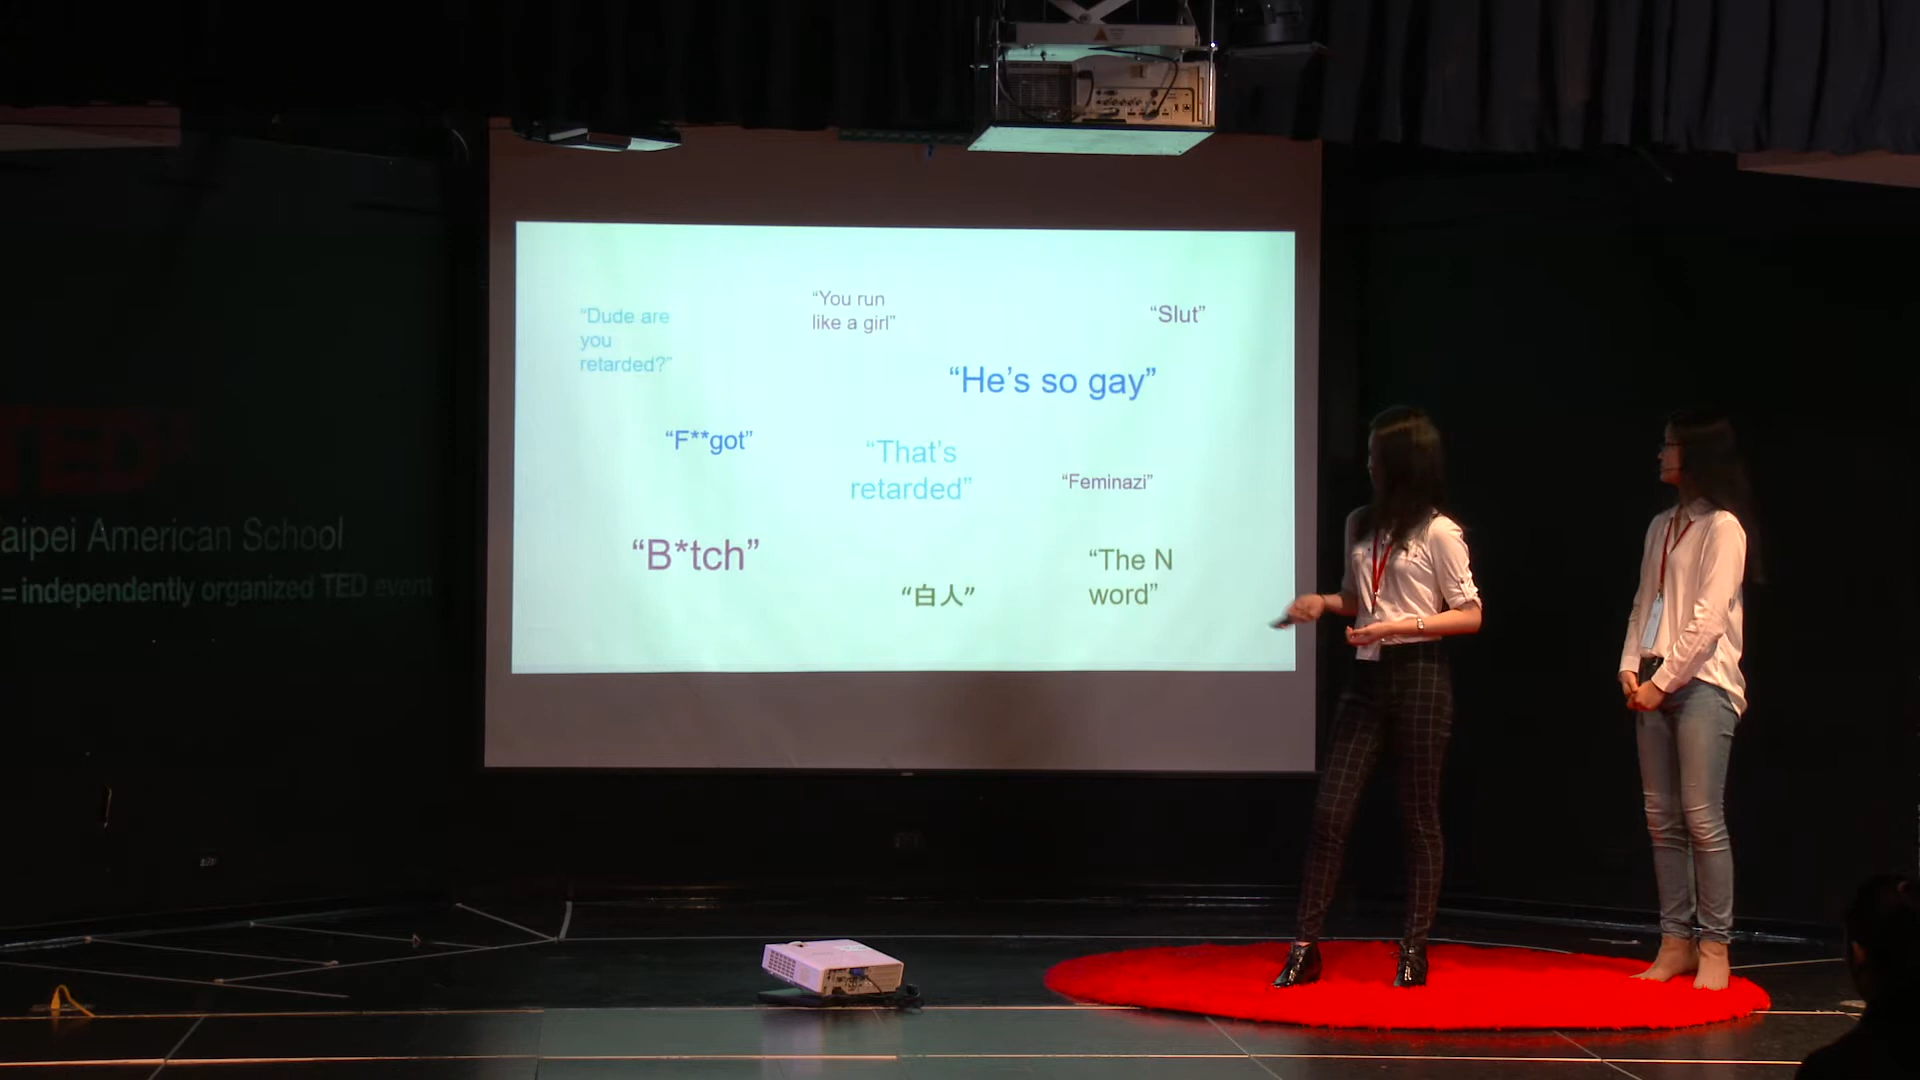 “You run
like a girl”
“Slut”
“Dude are
you
retarded?”
“He’s so gay”
“F**got”
“That’s
retarded”
“Feminazi”
“B*tch”
“The N
word”
“白人”
TEDx
aipei American School
= independently organized TED event